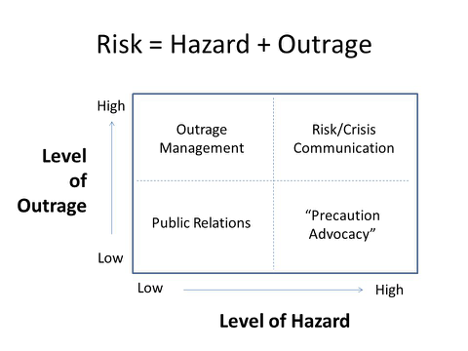 Risk = Hazard + Outrage
High
Outrage
Management
Risk/Crisis
Communication
Level
of
Outrage
Public Relations
“Precaution
Advocacy”
Low
Low
High
Level of Hazard